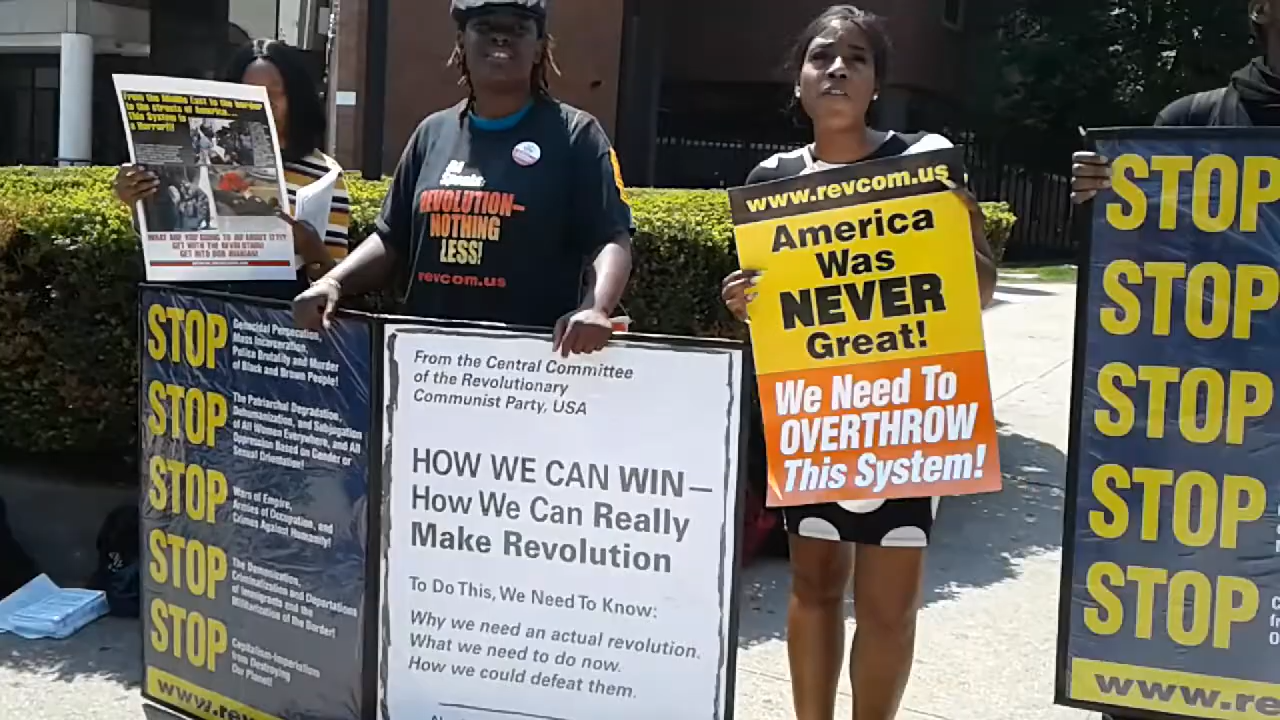 From the Middle East to the border
to the streets of America...
This System is
a Horror!!!
WHAT ARE YOU GOING TO DO ABOUT IT???
GET WITH THE REVOLUTION!
REVOLUTION—
NOTHING
LESS!
revcom.us
www.revcom.us
America
Was
NEVER
Great!
We Need To
OVERTHROW
This System!
STOP
Genocidal Persecution,
Mass Incarceration,
Police Brutality and Murder
of Black and Brown People!
STOP
The Patriarchal Degradation,
Dehumanization, and Subjugation
of All Women Everywhere, and All
Oppression Based on Gender or
Sexual Orientation!
STOP
Wars of Empire,
Armies of Occupation, and
Crimes Against Humanity!
STOP
The Demonization,
Criminalization and Deportations
of Immigrants and the
Militarization of the Border!
STOP
Capitalism-Imperialism
from Destroying
Our Planet!
www.rev
From the Central Committee
of the Revolutionary
Communist Party, USA
HOW WE CAN WIN—
How We Can Really
Make Revolution
To Do This, We Need To Know:
Why we need an actual revolution.
What we need to do now.
How we could defeat them.
STOP
STOP
STOP
STOP
STOP
www.re